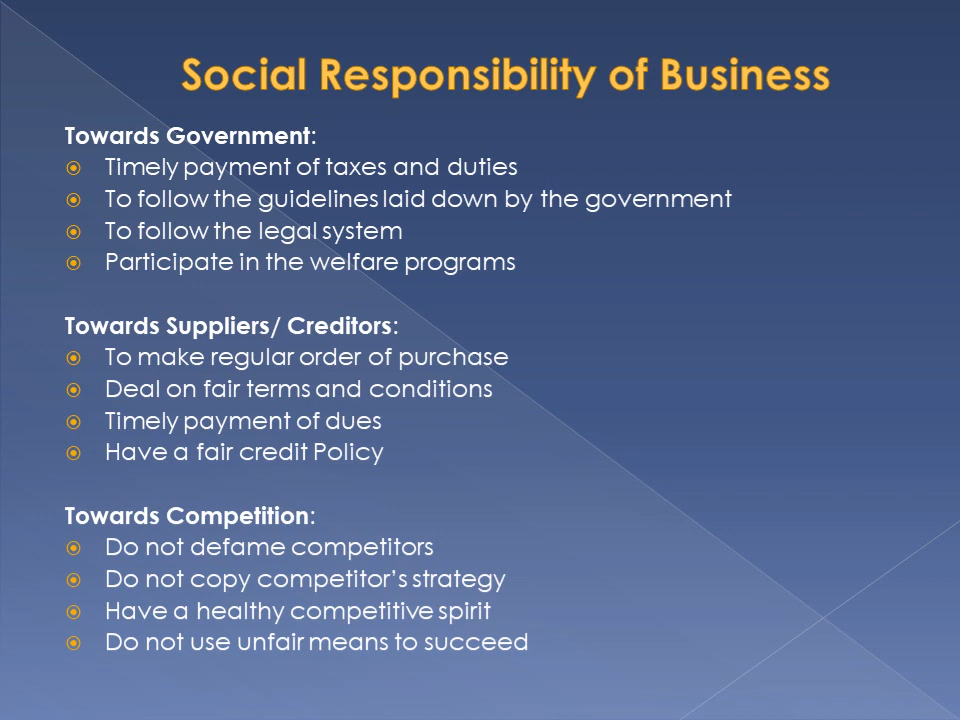 Social Responsibility of Business
Towards Government:
Timely payment of taxes and duties
To follow the guidelines laid down by the government
To follow the legal system
Participate in the welfare programs
Towards Suppliers/ Creditors:
To make regular order of purchase
Deal on fair terms and conditions
Timely payment of dues
Have a fair credit Policy
Towards Competition:
Do not defame competitors
Do not copy competitor’s strategy
Have a healthy competitive spirit
Do not use unfair means to succeed